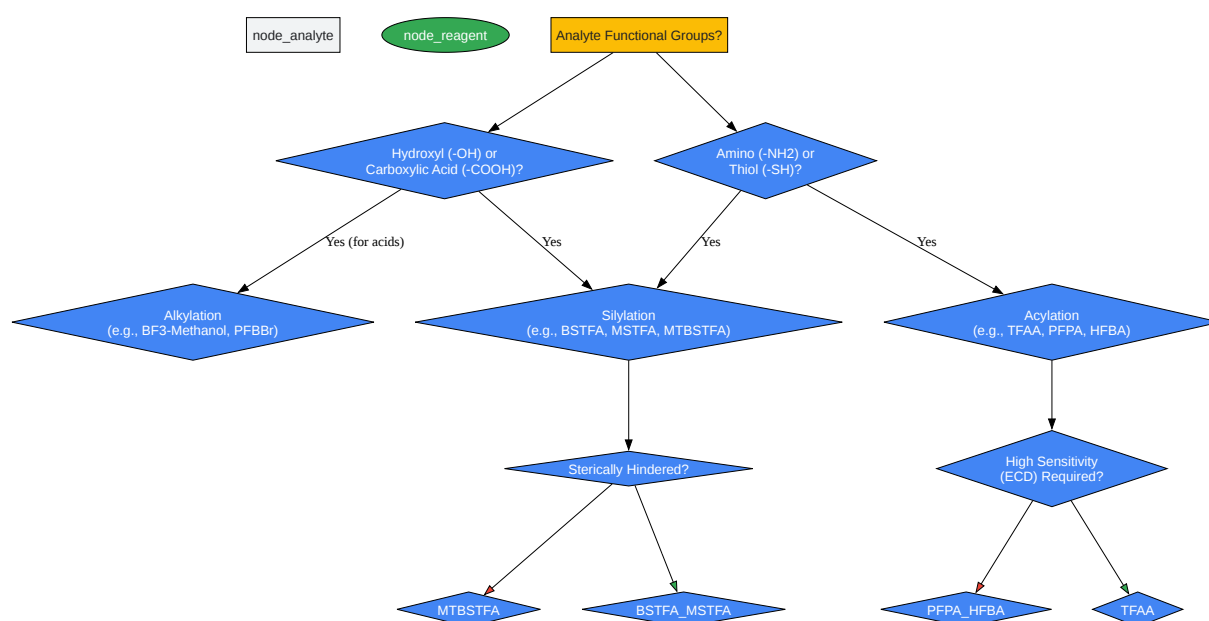 node_analyte
node_reagent
Analyte Functional Groups?
Hydroxyl (-OH) or
Carboxylic Acid (-COOH)?
Amino (-NH2) or
Thiol (-SH)?
Yes (for acids)
Yes
Yes
Yes
Alkylation
(e.g., BF3-Methanol, PFBBr)
Silylation
(e.g., BSTFA, MSTFA, MTBSTFA)
Acylation
(e.g., TFAA, PFPA, HFBA)
Sterically Hindered?
High Sensitivity
(ECD) Required?
MTBSTFA
BSTFA_MSTFA
PFPA_HFBA
TFAA